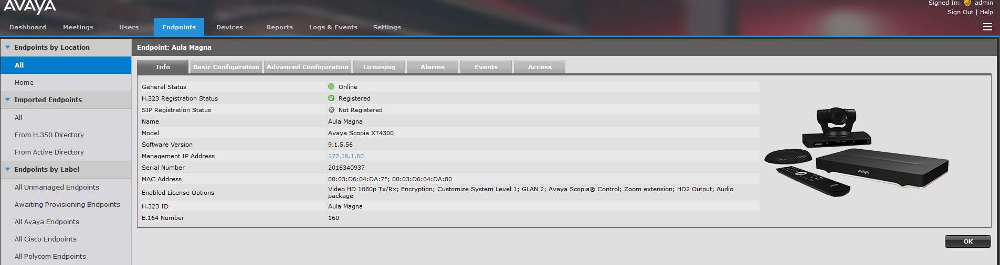 AVAYA
Signed In: admin
Sign Out | Help
Dashboard Meetings Users Endpoints Devices Reports Logs & Events Settings
Endpoints by Location
All
Home
Imported Endpoints
All
From H.350 Directory
From Active Directory
Endpoints by Label
All Unmanaged Endpoints
Awaiting Provisioning Endpoints
All Avaya Endpoints
All Cisco Endpoints
All Polycom Endpoints
Endpoint: Aula Magna
Info Basic Configuration Advanced Configuration Licensing Alarms Events Access
General Status Online
H.323 Registration Status Registered
SIP Registration Status Not Registered
Name Aula Magna
Model Avaya Scopia XT4300
Software Version 9.1.5.56
Management IP Address 172.16.1.60
Serial Number 2016340937
MAC Address 00:03:D6:04:DA:7F; 00:03:D6:04:DA:80
Enabled License Options Video HD 1080p Tx/Rx; Encryption; Customize System Level 1; GLAN 2; Avaya Scopia® Control; Zoom extension; HD2 Output; Audio
package
H.323 ID Aula Magna
E.164 Number 160
AVAYA
AVAYA
AVAYA
OK